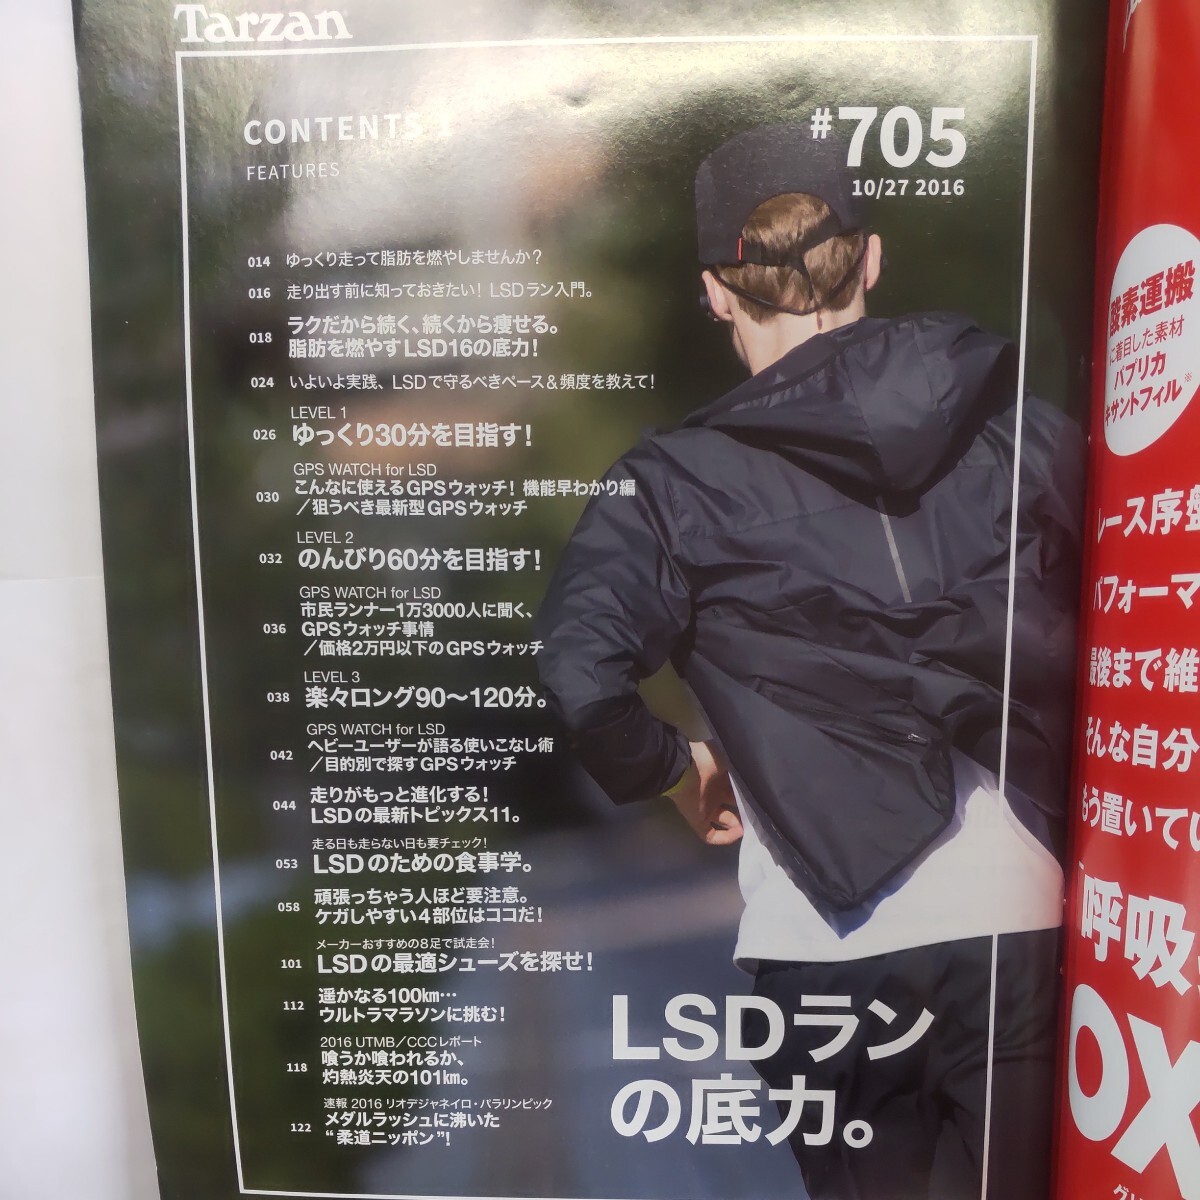 Tarzan
CONTENTS 1
FEATURES
#705
10/27 2016
014 ゆっくり走って脂肪を燃やしませんか？
016 走り出す前に知っておきたい！LSDラン入門。
018 ラクだから続く、続くから痩せる。
脂肪を燃やすLSD16の底力！
024 いよいよ実践、LSDで守るべきペース＆頻度を教えて！
LEVEL 1
026 ゆっくり30分を目指す！
GPS WATCH for LSD
030 こんなに使えるGPSウォッチ！機能早わかり編
／狙うべき最新型GPSウォッチ
LEVEL 2
032 のんびり60分を目指す！
GPS WATCH for LSD
市民ランナー1万3000人に聞く、
036 GPSウォッチ事情
／価格2万円以下のGPSウォッチ
LEVEL 3
038 楽々ロング90〜120分。
GPS WATCH for LSD
042 ヘビーユーザーが語る使いこなし術
／目的別で探すGPSウォッチ
044 走りがもっと進化する！
LSDの最新トピックス11。
走る日も走らない日も要チェック！
053 LSDのための食事学。
058 頑張っちゃう人ほど要注意。
ケガしやすい4部位はココだ！
メーカーおすすめの8足で試走会！
101 LSDの最適シューズを探せ！
112 遥かなる100㎞…
ウルトラマラソンに挑む！
2016 UTMB／CCCレポート
118 喰うか喰われるか、
灼熱炎天の101㎞。
速報 2016 リオデジャネイロ・パラリンピック
122 メダルラッシュに沸いた
“柔道ニッポン”！
LSDラン
の底力。
酸素運搬
に着目した素材
パプリカ
キサントフィル※
レース序盤
パフォーマ
最後まで維
そんな自分
もう置いてい
「呼吸
OX